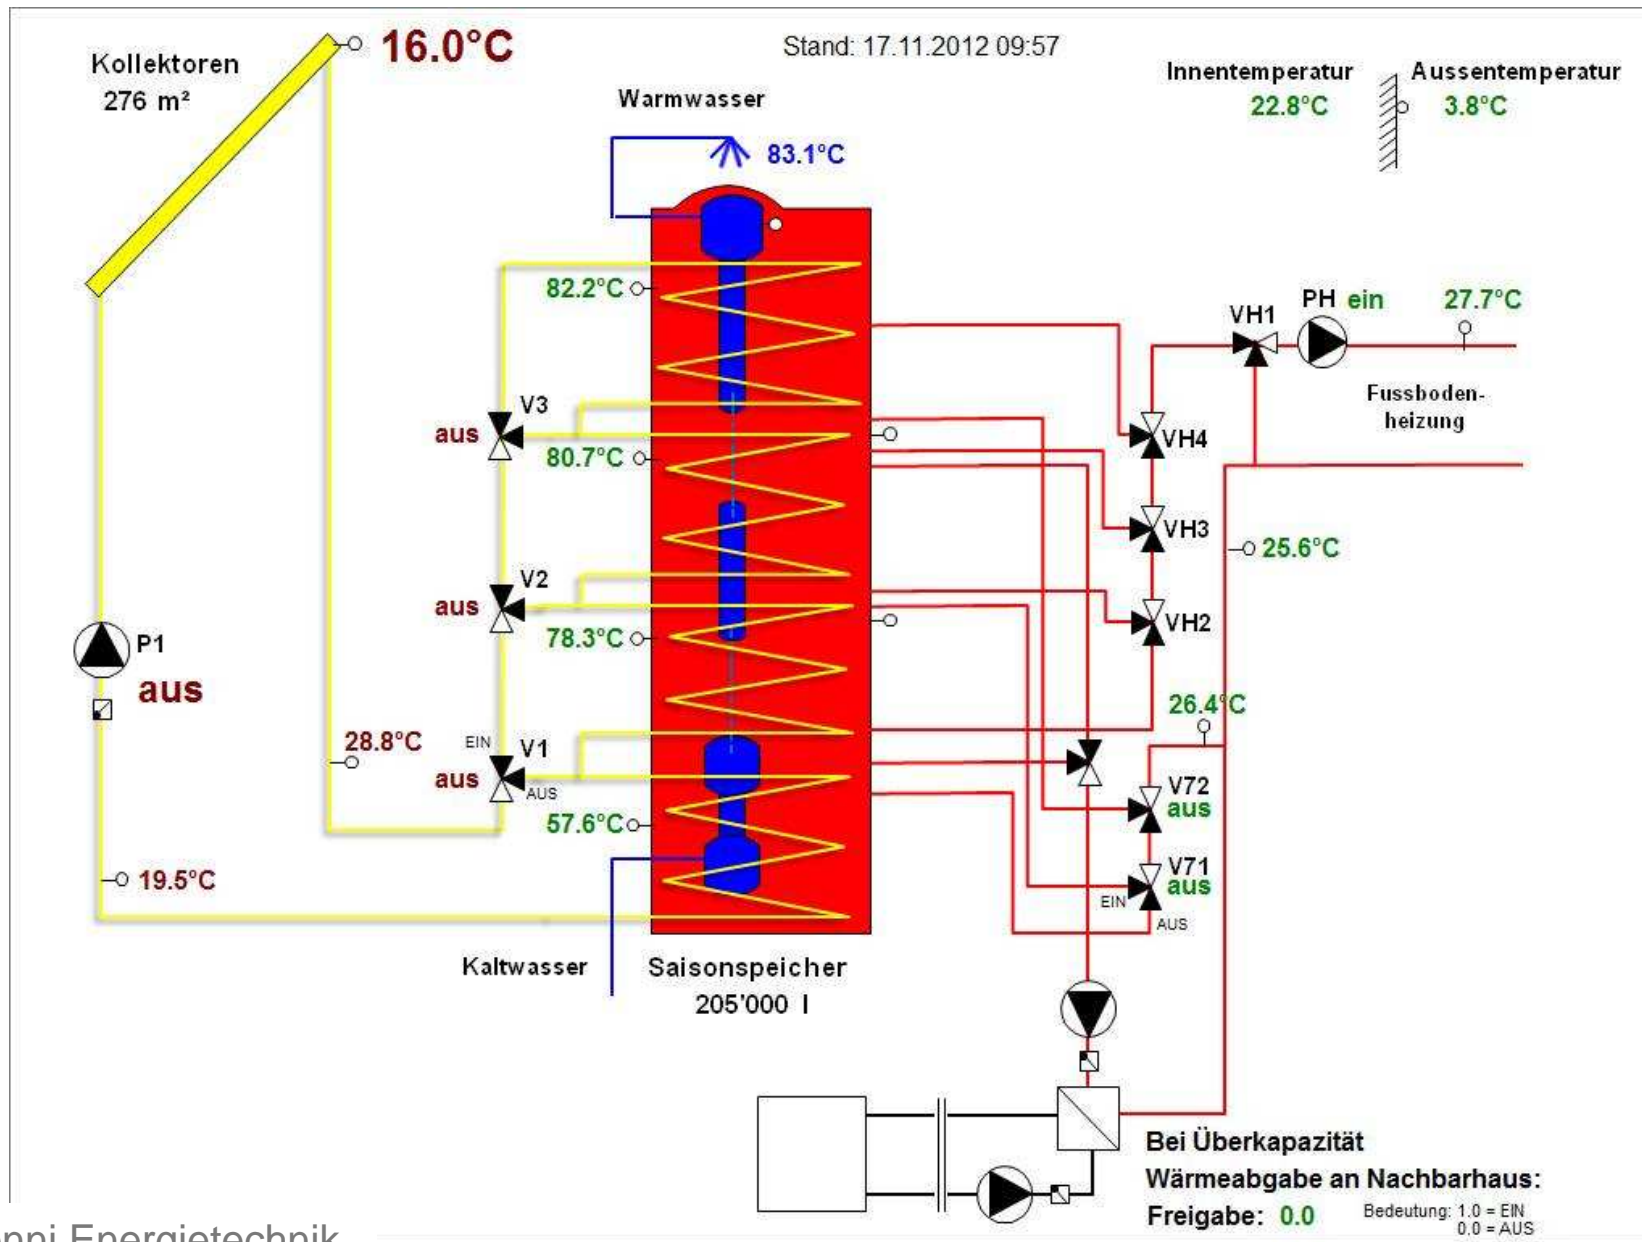 Kollektoren
276 m²
16.0°C
Stand: 17.11.2012 09:57
Innentemperatur
22.8°C
Aussentemperatur
3.8°C
Warmwasser
83.1°C
82.2°C
V3
aus
80.7°C
V2
aus
78.3°C
P1
aus
28.8°C
EIN
V1
aus
AUS
57.6°C
19.5°C
Kaltwasser
Saisonspeicher
205'000 l
VH1
PH ein
27.7°C
Fussboden-
heizung
VH4
VH3
25.6°C
VH2
26.4°C
V72
aus
V71
aus
EIN
AUS
Bei Überkapazität
Wärmeabgabe an Nachbarhaus:
Freigabe: 0.0
Bedeutung: 1.0 = EIN
0.0 = AUS
Energietechnik